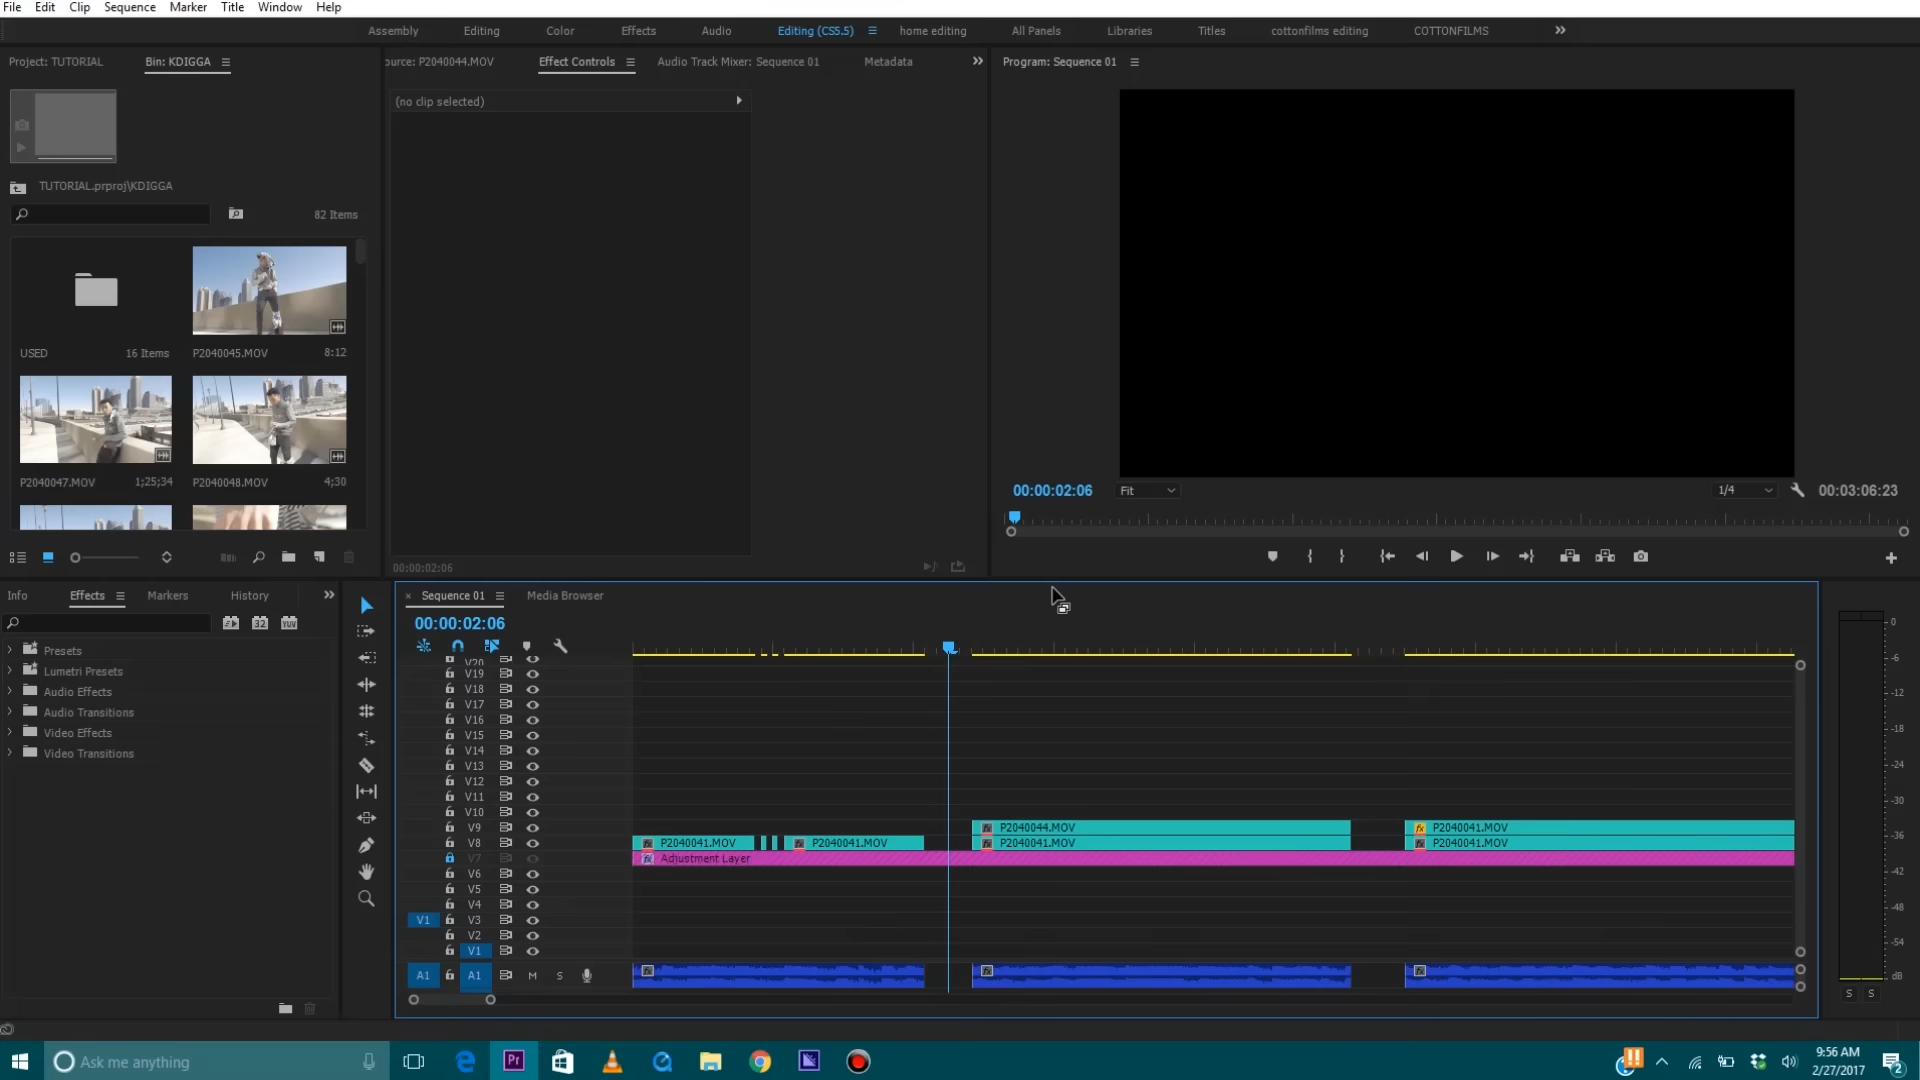 File Edit Clip Sequence Marker Title Window Help
Assembly Editing Color Effects Audio Editing (CS5.5) home editing All Panels Libraries Titles cottonfilms editing COTTONFILMS
Project: TUTORIAL Bin: KDIGGA
ource: P2040044.MOV Effect Controls Audio Track Mixer: Sequence 01 Metadata
Program: Sequence 01
(no clip selected)
TUTORIAL.prproj\KDIGGA
82 Items
USED 16 Items P2040045.MOV 8:12
P2040047.MOV 1;25;34 P2040048.MOV 4;30
00:00:02:06 Fit 1/4 00:03:06:23
00:00:02:06
Info Effects Markers History
× Sequence 01 Media Browser
00:00:02:06
Presets
Lumetri Presets
Audio Effects
Audio Transitions
Video Effects
Video Transitions
V20
V19
V18
V17
V16
V15
V14
V13
V12
V11
V10
V9 P2040044.MOV P2040041.MOV
V8 P2040041.MOV P2040041.MOV P2040041.MOV P2040041.MOV
V7 Adjustment Layer
V6
V5
V4
V1 V3
V2
V1
A1 A1 M S
0
-6
-12
-18
-24
-30
-36
-42
-48
-54
dB
S S
Ask me anything
9:56 AM
2/27/2017
2